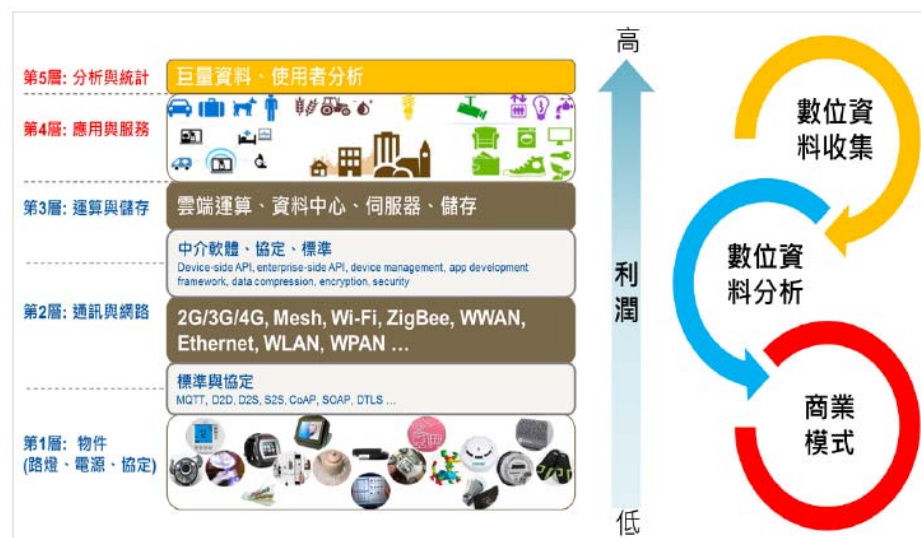 第5層: 分析與統計
巨量資料、使用者分析
第4層: 應用與服務
第3層: 運算與儲存
雲端運算、資料中心、伺服器、儲存
中介軟體、協定、標準
Device-side API, enterprise-side API, device management, app development
framework, data compression, encryption, security
第2層: 通訊與網路
2G/3G/4G, Mesh, Wi-Fi, ZigBee, WWAN,
Ethernet, WLAN, WPAN ...
標準與協定
MQTT, D2D, D2S, S2S, CoAP, SOAP, DTLS ...
第1層: 物件
(路燈、電源、協定)
高
利
潤
低
數位資
料收集
數位資
料分析
商業
模式